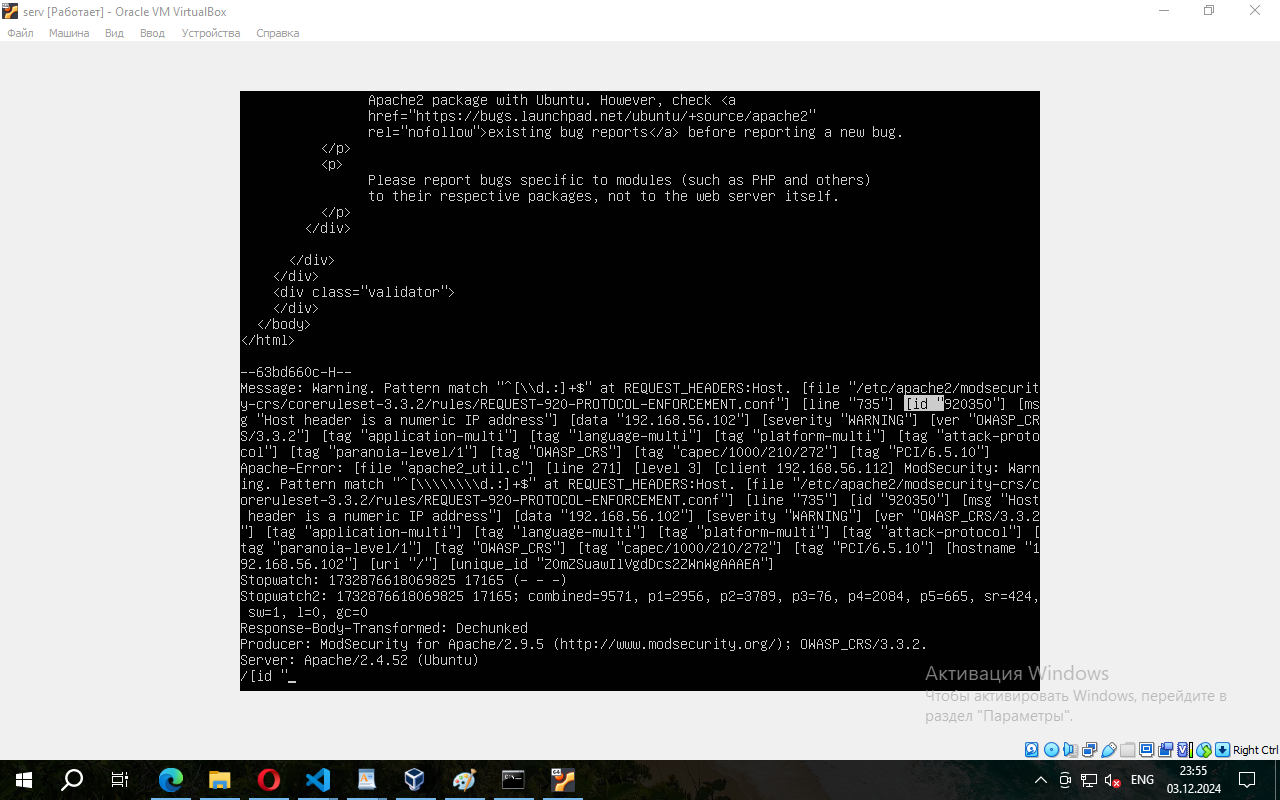 serv [Работает] - Oracle VM VirtualBox
Файл Машина Вид Ввод Устройства Справка
Apache2 package with Ubuntu. However, check <a
href="https://bugs.launchpad.net/ubuntu/+source/apache2"
rel="nofollow">existing bug reports</a> before reporting a new bug.
</p>
<p>
Please report bugs specific to modules (such as PHP and others)
to their respective packages, not to the web server itself.
</p>
</div>
</div>
</div>
<div class="validator">
</div>
</body>
</html>
--63bd660c-H--
Message: Warning. Pattern match "^[\\d.:]+$" at REQUEST_HEADERS:Host. [file "/etc/apache2/modsecurit
y-crs/coreruleset-3.3.2/rules/REQUEST-920-PROTOCOL-ENFORCEMENT.conf"] [line "735"] [id "920350"] [ms
g "Host header is a numeric IP address"] [data "192.168.56.102"] [severity "WARNING"] [ver "OWASP_CR
S/3.3.2"] [tag "application-multi"] [tag "language-multi"] [tag "platform-multi"] [tag "attack-proto
col"] [tag "paranoia-level/1"] [tag "OWASP_CRS"] [tag "capec/1000/210/272"] [tag "PCI/6.5.10"]
Apache-Error: [file "apache2_util.c"] [line 271] [level 3] [client 192.168.56.112] ModSecurity: Warn
ing. Pattern match "^[\\\\\\\\d.:]+$" at REQUEST_HEADERS:Host. [file "/etc/apache2/modsecurity-crs/c
oreruleset-3.3.2/rules/REQUEST-920-PROTOCOL-ENFORCEMENT.conf"] [line "735"] [id "920350"] [msg "Host
 header is a numeric IP address"] [data "192.168.56.102"] [severity "WARNING"] [ver "OWASP_CRS/3.3.2
"] [tag "application-multi"] [tag "language-multi"] [tag "platform-multi"] [tag "attack-protocol"] [
tag "paranoia-level/1"] [tag "OWASP_CRS"] [tag "capec/1000/210/272"] [tag "PCI/6.5.10"] [hostname "1
92.168.56.102"] [uri "/"] [unique_id "Z0mZSuawIlVgdDcs2ZWnWgAAAEA"]
Stopwatch: 1732876618069825 17165 (- - -)
Stopwatch2: 1732876618069825 17165; combined=9571, p1=2956, p2=3789, p3=76, p4=2084, p5=665, sr=424,
 sw=1, l=0, gc=0
Response-Body-Transformed: Dechunked
Producer: ModSecurity for Apache/2.9.5 (http://www.modsecurity.org/); OWASP_CRS/3.3.2.
Server: Apache/2.4.52 (Ubuntu)
/[id "_
Активация Windows
Чтобы активировать Windows, перейдите в
раздел "Параметры".
Right Ctrl
ENG
23:55
03.12.2024